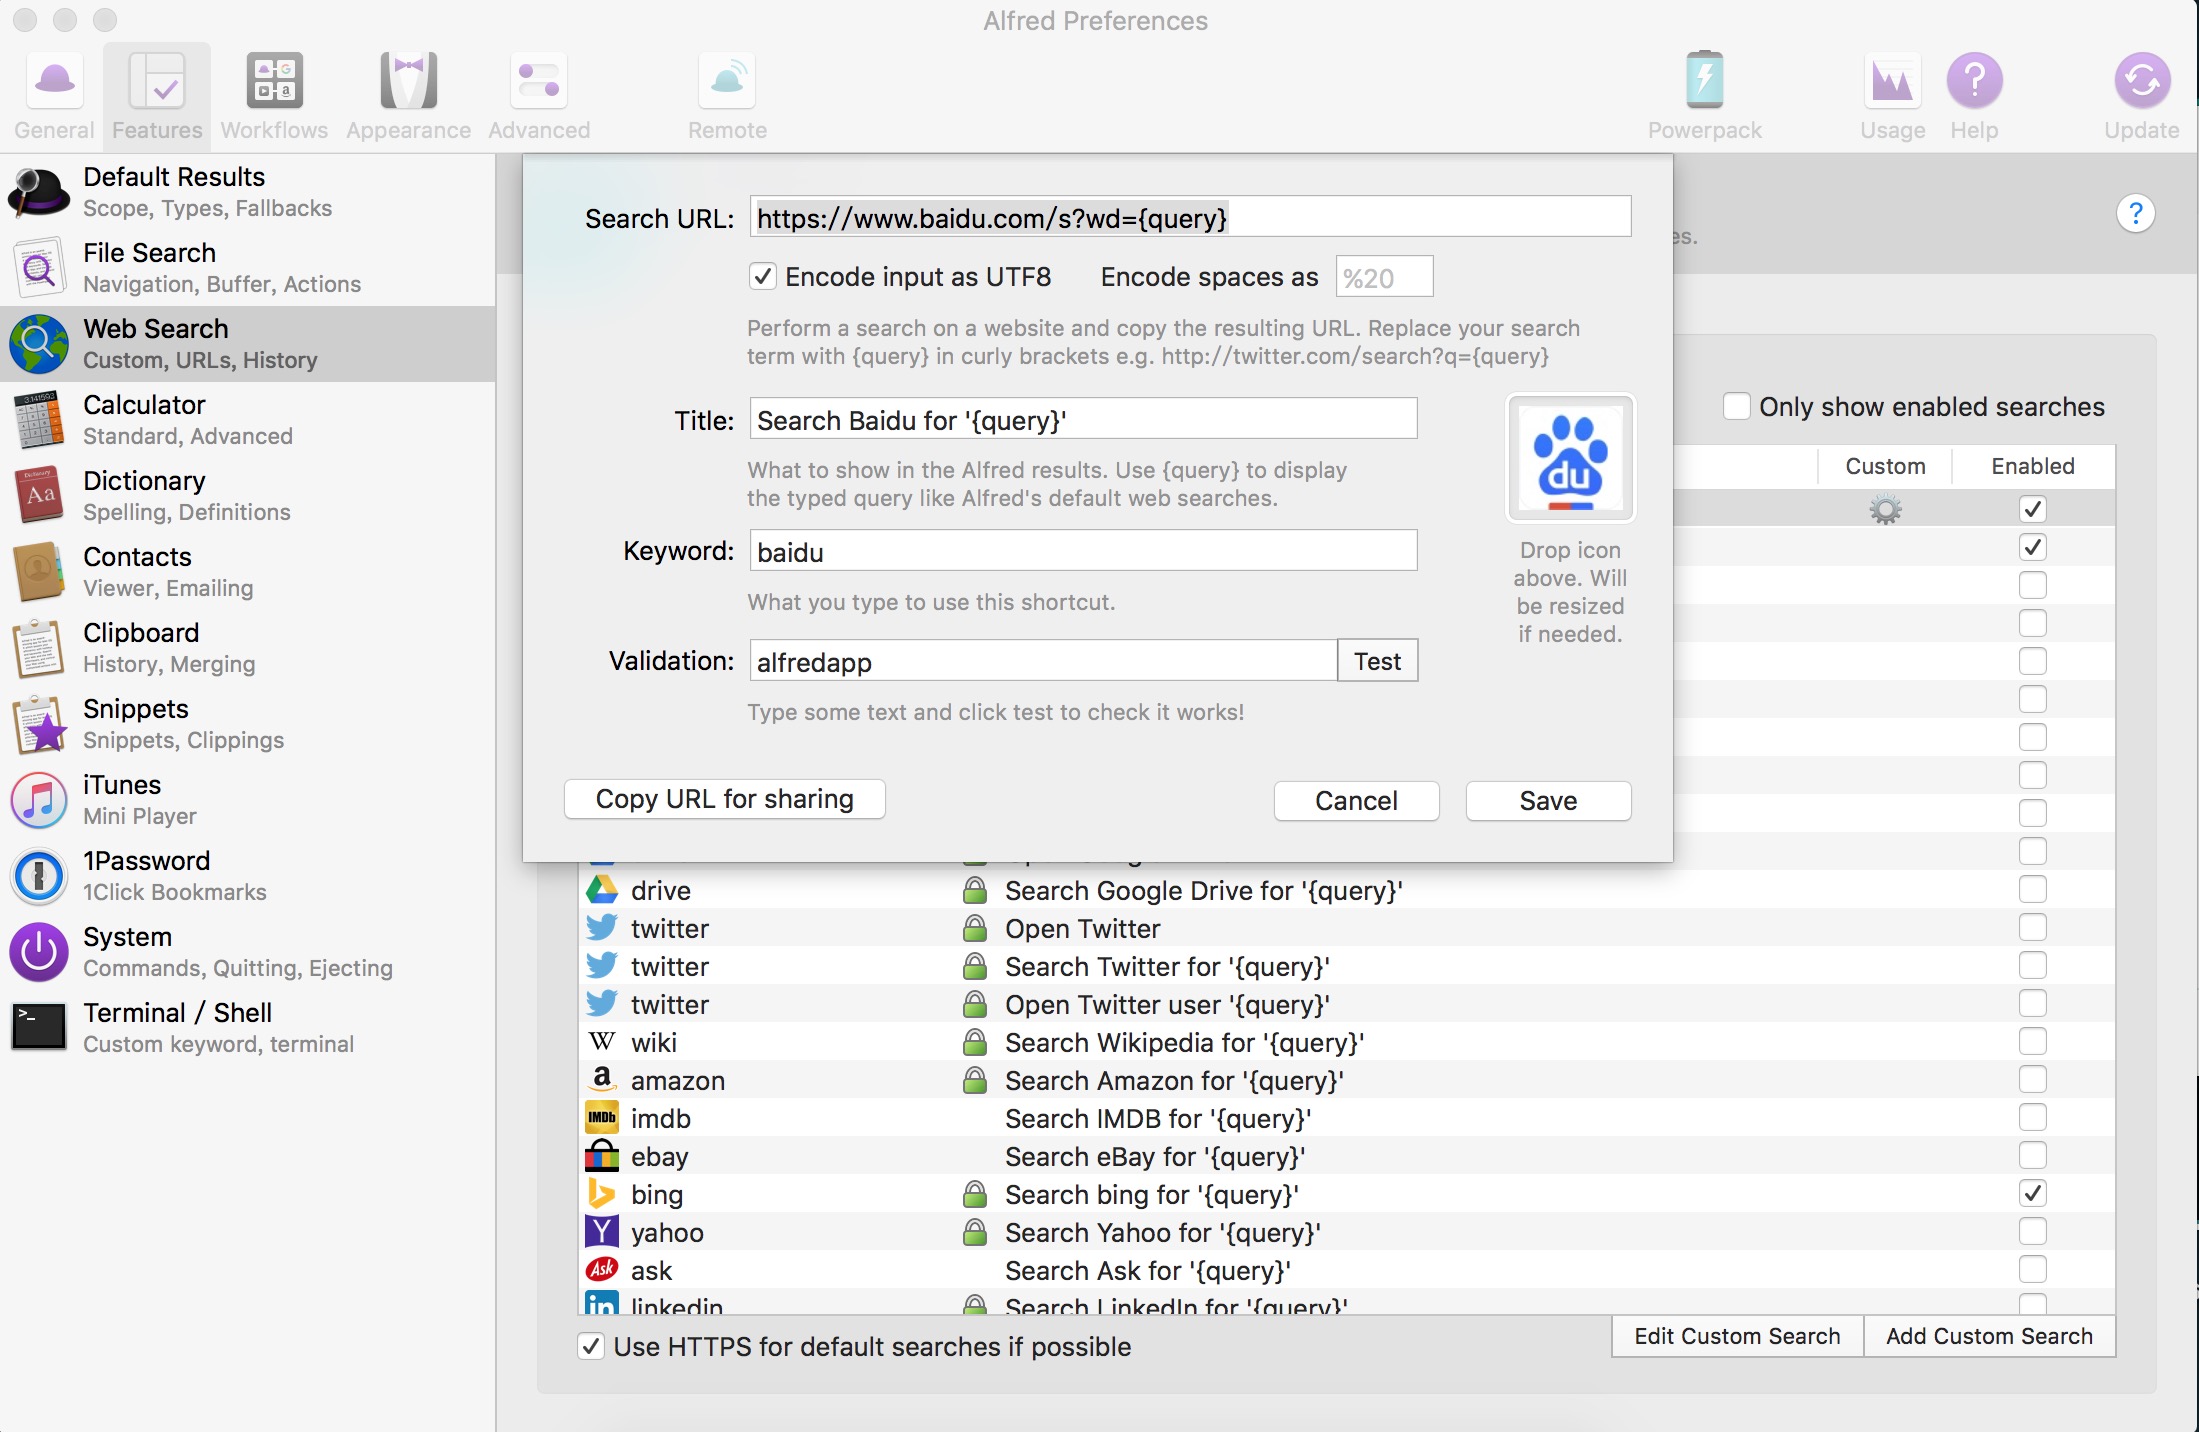 Alfred Preferences
General
Features
Workflows
Appearance
Advanced
Remote
Powerpack
Usage
Help
Update
Default Results
Scope, Types, Fallbacks
File Search
Navigation, Buffer, Actions
Web Search
Custom, URLs, History
Calculator
Standard, Advanced
Dictionary
Spelling, Definitions
Contacts
Viewer, Emailing
Clipboard
History, Merging
Snippets
Snippets, Clippings
iTunes
Mini Player
1Password
1Click Bookmarks
System
Commands, Quitting, Ejecting
Terminal / Shell
Custom keyword, terminal
Search URL: https://www.baidu.com/s?wd={query}
Encode input as UTF8 Encode spaces as %20
Perform a search on a website and copy the resulting URL. Replace your search
term with {query} in curly brackets e.g. http://twitter.com/search?q={query}
Title: Search Baidu for '{query}'
What to show in the Alfred results. Use {query} to display
the typed query like Alfred's default web searches.
Keyword: baidu
What you type to use this shortcut.
Validation: alfredapp Test
Type some text and click test to check it works!
du
Drop icon
above. Will
be resized
if needed.
Copy URL for sharing
Cancel
Save
?
Only show enabled searches
Custom Enabled
drive Search Google Drive for '{query}'
twitter Open Twitter
twitter Search Twitter for '{query}'
twitter Open Twitter user '{query}'
W wiki Search Wikipedia for '{query}'
a amazon Search Amazon for '{query}'
IMDb imdb Search IMDB for '{query}'
ebay Search eBay for '{query}'
bing Search bing for '{query}'
Y yahoo Search Yahoo for '{query}'
Ask ask Search Ask for '{query}'
in linkedin Search LinkedIn for '{query}'
Use HTTPS for default searches if possible
Edit Custom Search
Add Custom Search